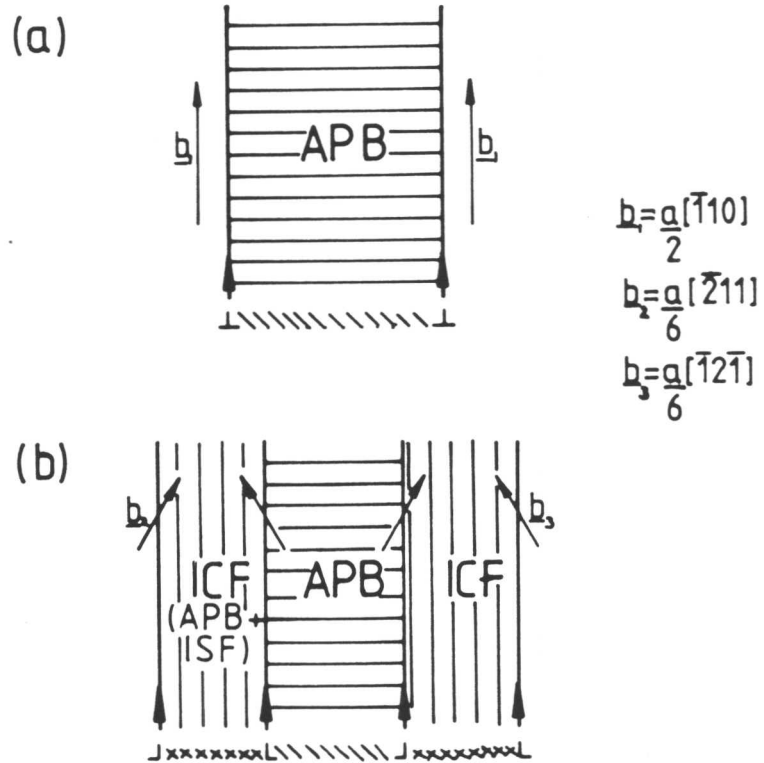 (a)
b₁
APB
b₁
b₁=a/2[1̄10]
b₂=a/6[2̄11]
b₃=a/6[1̄21̄]
(b)
b₂
b₃
ICF
APB
ICF
(APB+
ISF)